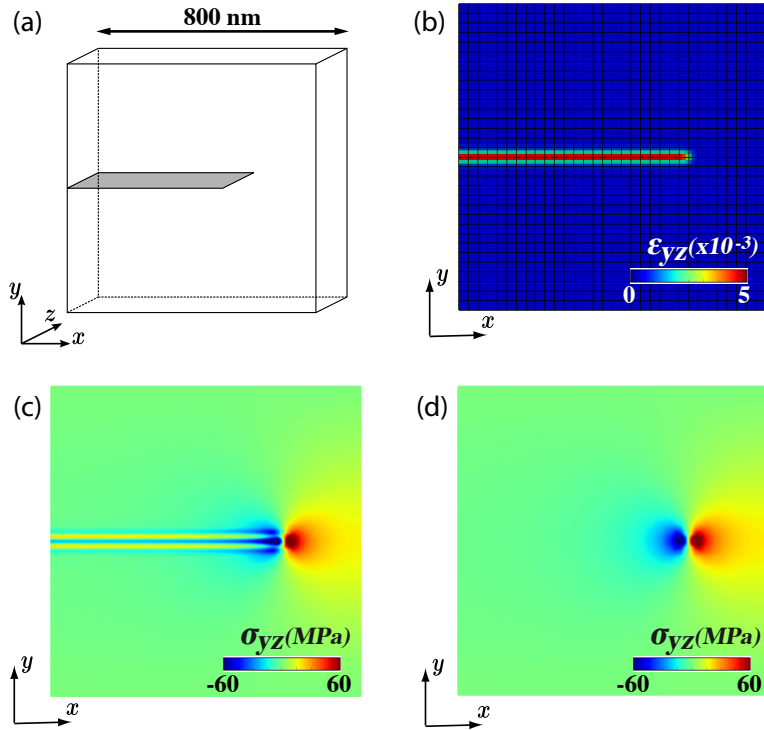 (a)
800 nm
y
z
x
(b)
εyz(x10-3)
0 5
y
x
(c)
σyz(MPa)
-60 60
y
x
(d)
σyz(MPa)
-60 60
y
x